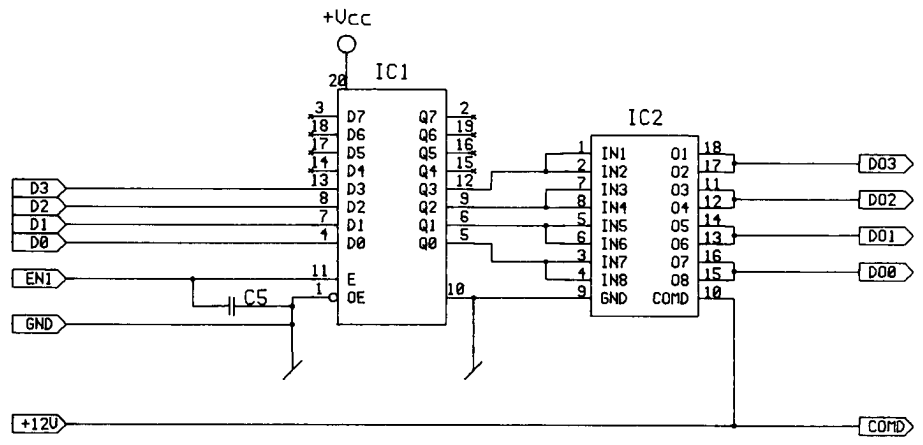 +Vcc
20
IC1
3 D7 Q7 2
18 D6 Q6 19
17 D5 Q5 16
14 D4 Q4 15
D3 13 D3 Q3 12
D2 8 D2 Q2 9
D1 7 D1 Q1 6
D0 4 D0 Q0 5
EN1 11 E
1 OE 10
C5
GND
IC2
1 IN1 O1 18
2 IN2 O2 17 DO3
7 IN3 O3 11
8 IN4 O4 12 DO2
5 IN5 O5 14
6 IN6 O6 13 DO1
3 IN7 O7 16
4 IN8 O8 15 DO0
9 GND COMD 10
+12V COMD